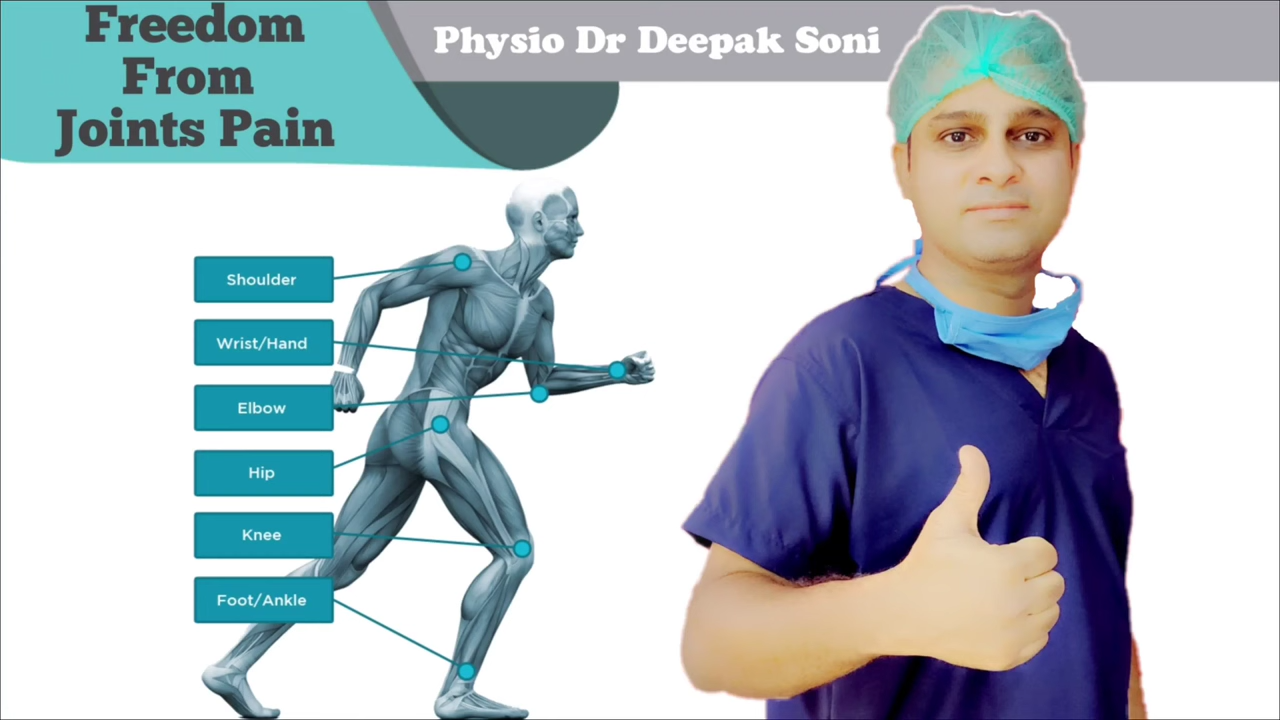 Freedom
From
Joints Pain
Physio Dr Deepak Soni
Shoulder
Wrist/Hand
Elbow
Hip
Knee
Foot/Ankle